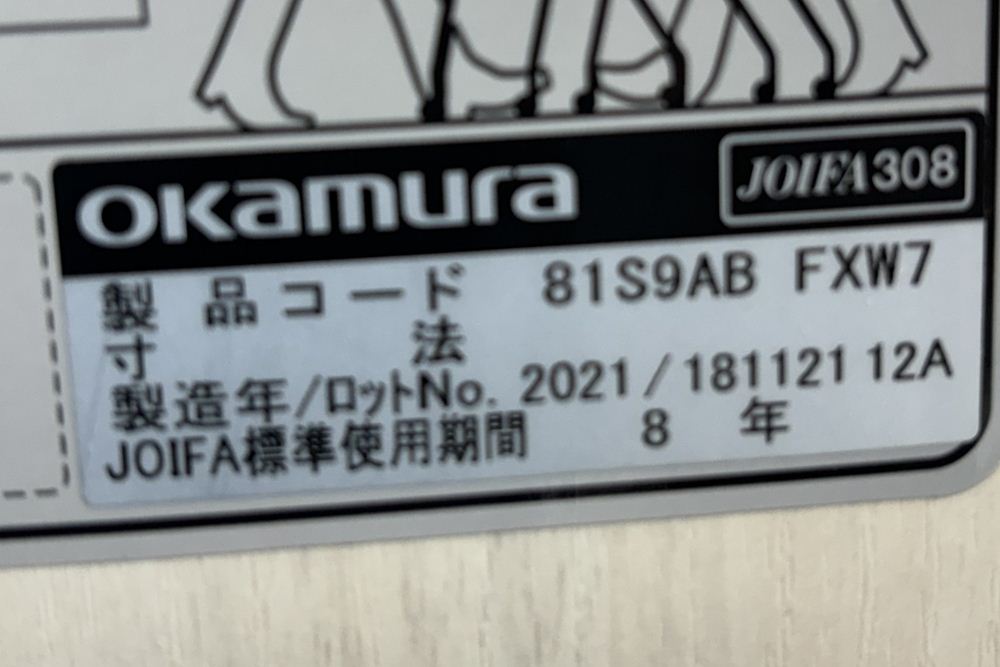 okamura JOIFA308
製品コード 81S9AB FXW7
寸法
製造年/ロットNo. 2021/181121 12A
JOIFA標準使用期間 8年